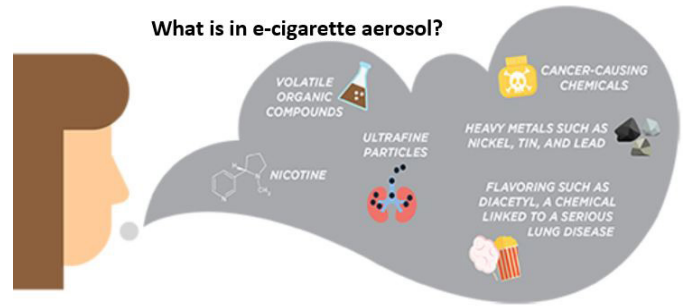 What is in e-cigarette aerosol?
VOLATILE
ORGANIC
COMPOUNDS
CANCER-CAUSING
CHEMICALS
ULTRAFINE
PARTICLES
HEAVY METALS SUCH AS
NICKEL, TIN, AND LEAD
NICOTINE
H
N
CH₃
N
FLAVORING SUCH AS
DIACETYL, A CHEMICAL
LINKED TO A SERIOUS
LUNG DISEASE